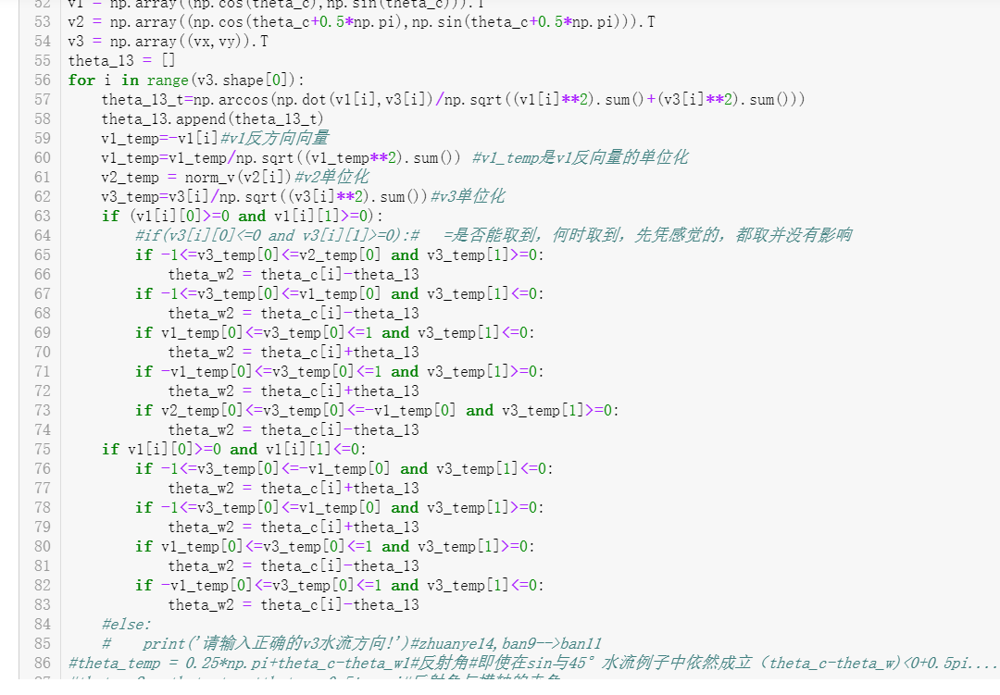 52 v1 = np.array((np.cos(theta_c),np.sin(theta_c))).T
53 v2 = np.array((np.cos(theta_c+0.5*np.pi),np.sin(theta_c+0.5*np.pi))).T
54 v3 = np.array((vx,vy)).T
55 theta_13 = []
56 for i in range(v3.shape[0]):
57     theta_13_t=np.arccos(np.dot(v1[i],v3[i])/np.sqrt((v1[i]**2).sum()+(v3[i]**2).sum()))
58     theta_13.append(theta_13_t)
59     v1_temp=-v1[i]#v1反方向向量
60     v1_temp=v1_temp/np.sqrt((v1_temp**2).sum()) #v1_temp是v1反向量的单位化
61     v2_temp = norm_v(v2[i])#v2单位化
62     v3_temp=v3[i]/np.sqrt((v3[i]**2).sum())#v3单位化
63     if (v1[i][0]>=0 and v1[i][1]>=0):
64         #if(v3[i][0]<=0 and v3[i][1]>=0):#   =是否能取到，何时取到，先凭感觉的，都取并没有影响
65         if -1<=v3_temp[0]<=v2_temp[0] and v3_temp[1]>=0:
66             theta_w2 = theta_c[i]-theta_13
67         if -1<=v3_temp[0]<=v1_temp[0] and v3_temp[1]<=0:
68             theta_w2 = theta_c[i]-theta_13
69         if v1_temp[0]<=v3_temp[0]<=1 and v3_temp[1]<=0:
70             theta_w2 = theta_c[i]+theta_13
71         if -v1_temp[0]<=v3_temp[0]<=1 and v3_temp[1]>=0:
72             theta_w2 = theta_c[i]+theta_13
73         if v2_temp[0]<=v3_temp[0]<=-v1_temp[0] and v3_temp[1]>=0:
74             theta_w2 = theta_c[i]-theta_13
75     if v1[i][0]>=0 and v1[i][1]<=0:
76         if -1<=v3_temp[0]<=-v1_temp[0] and v3_temp[1]<=0:
77             theta_w2 = theta_c[i]+theta_13
78         if -1<=v3_temp[0]<=v1_temp[0] and v3_temp[1]>=0:
79             theta_w2 = theta_c[i]+theta_13
80         if v1_temp[0]<=v3_temp[0]<=1 and v3_temp[1]>=0:
81             theta_w2 = theta_c[i]-theta_13
82         if -v1_temp[0]<=v3_temp[0]<=1 and v3_temp[1]<=0:
83             theta_w2 = theta_c[i]-theta_13
84     #else:
85     #    print('请输入正确的v3水流方向!')#zhuanye14,ban9-->ban11
86 #theta_temp = 0.25*np.pi+theta_c-theta_w1#反射角#即使在sin与45°水流例子中依然成立（theta_c-theta_w)<0+0.5pi....